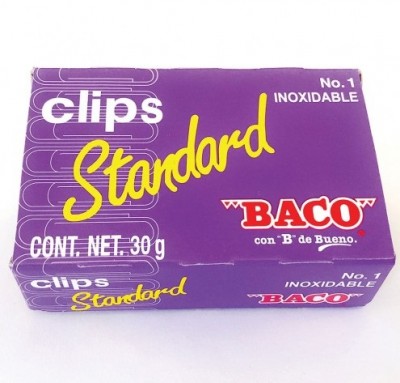 No. 1
INOXIDABLE
clips
Standard
"BACO"
con "B" de Bueno.
CONT. NET. 30 g
clips
Standard
No. 1
INOXIDABLE
"BACO"